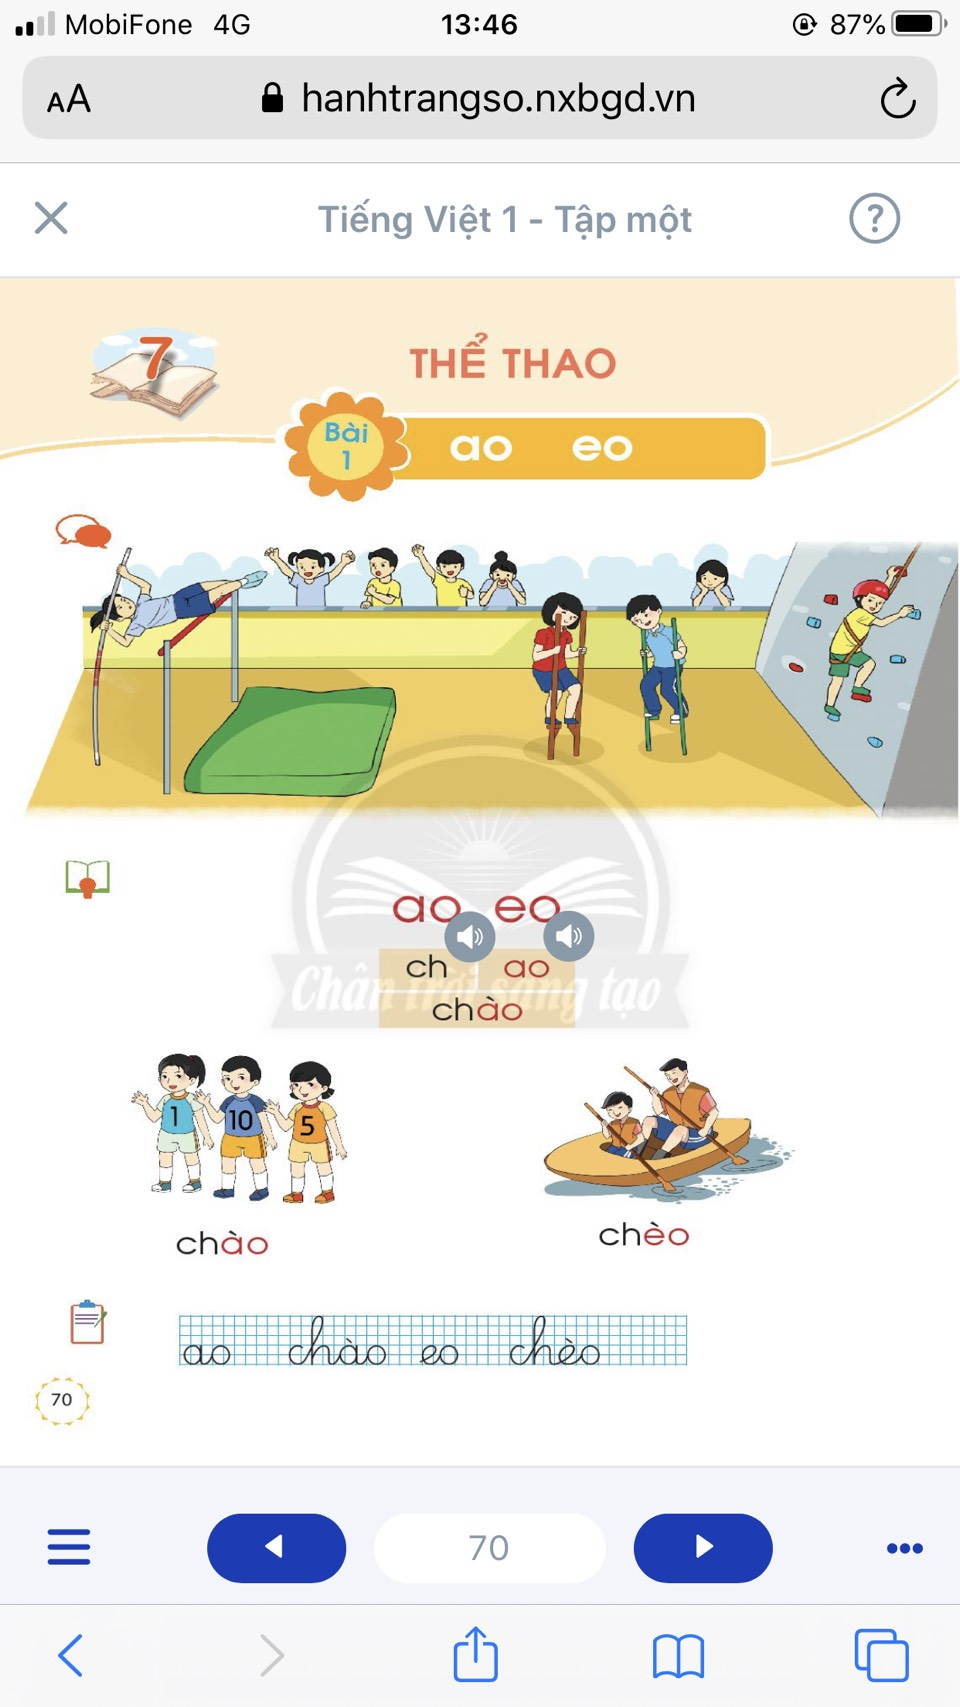 MobiFone 4G 13:46 87%
AA hanhtrangso.nxbgd.vn
Tiếng Việt 1 - Tập một ?
7
THỂ THAO
Bài
1
ao eo
ao eo
ch ao
chào
Chân trời sáng tạo
1 10 5
chào
chèo
ao chào eo chèo
70
70